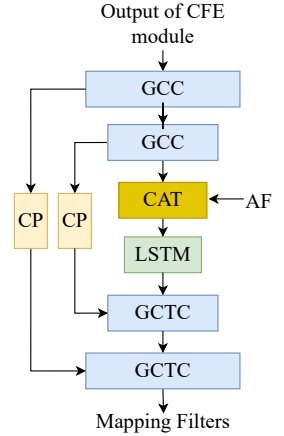 Output of CFE
module
GCC
GCC
CAT
AF
CP
CP
LSTM
GCTC
GCTC
Mapping Filters